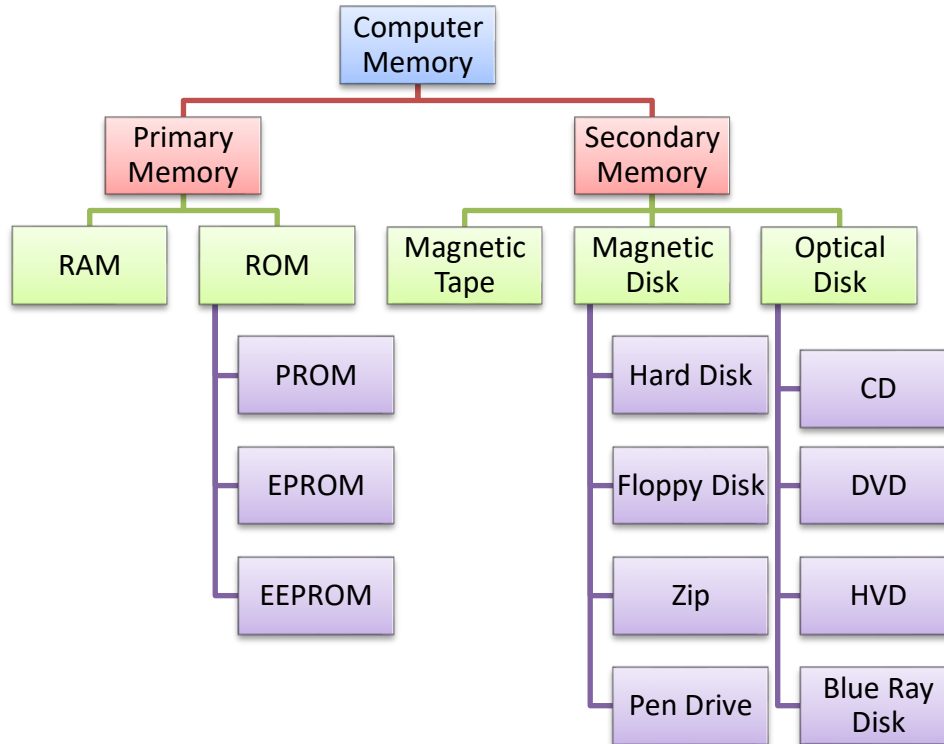 Computer
Memory
Primary
Memory
Secondary
Memory
RAM
ROM
Magnetic
Tape
Magnetic
Disk
Optical
Disk
PROM
EPROM
EEPROM
Hard Disk
Floppy Disk
Zip
Pen Drive
CD
DVD
HVD
Blue Ray
Disk